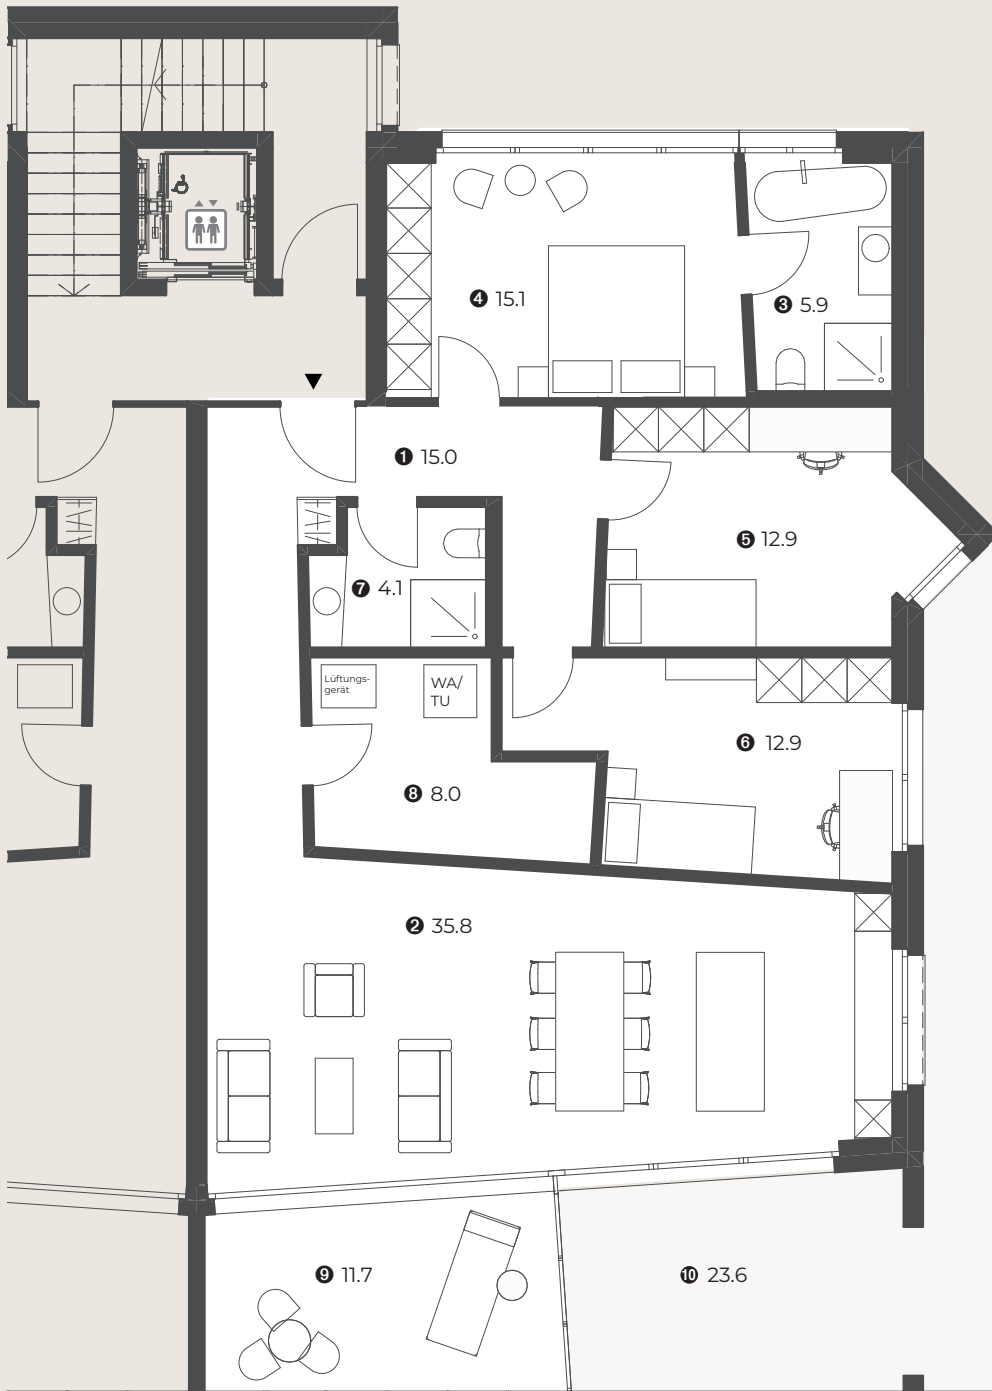 ❹ 15.1
❸ 5.9
❶ 15.0
❺ 12.9
❼ 4.1
Lüftungs-
gerät
WA/
TU
❻ 12.9
❽ 8.0
❷ 35.8
❾ 11.7
❿ 23.6